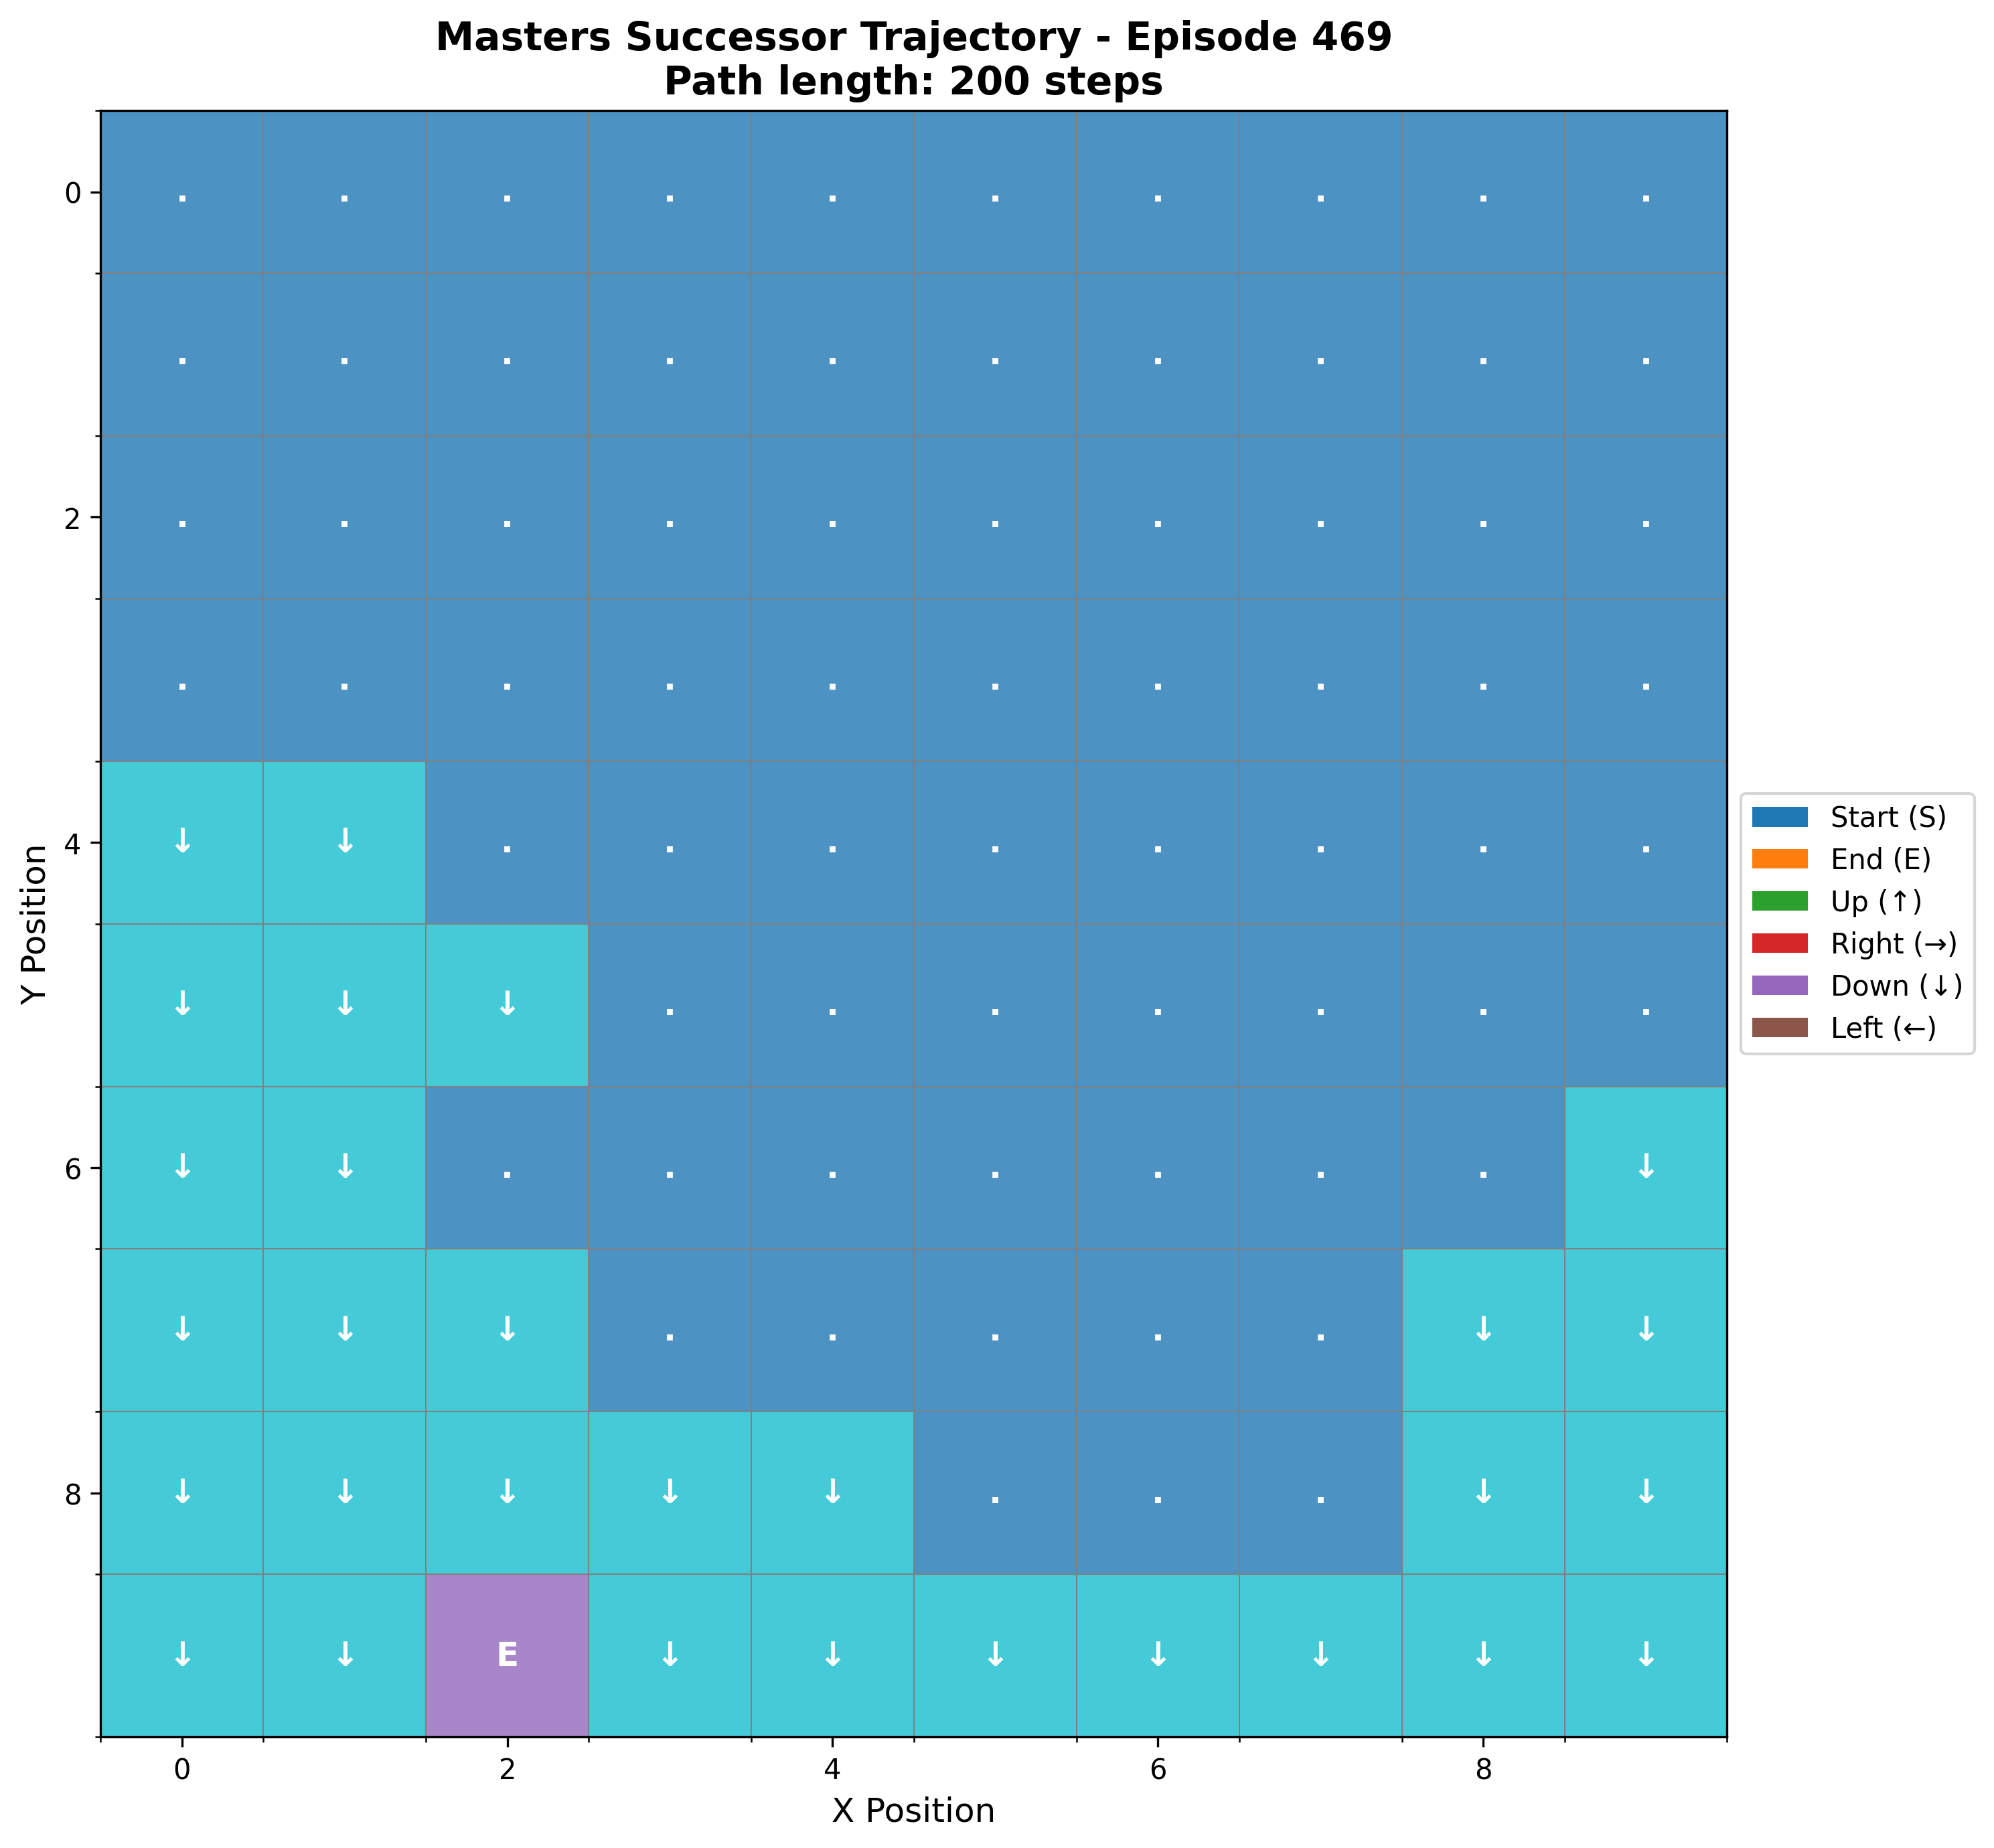 Masters Successor Trajectory - Episode 469
Path length: 200 steps
0
. . . . . . . . . .
. . . . . . . . . .
2
. . . . . . . . . .
. . . . . . . . . .
4
↓ ↓ . . . . . . . .
↓ ↓ ↓ . . . . . . .
6
↓ ↓ . . . . . . . ↓
↓ ↓ ↓ . . . . . ↓ ↓
8
↓ ↓ ↓ ↓ ↓ . . . ↓ ↓
↓ ↓ E ↓ ↓ ↓ ↓ ↓ ↓ ↓
0 2 4 6 8
X Position
Y Position
Start (S)
End (E)
Up (↑)
Right (→)
Down (↓)
Left (←)